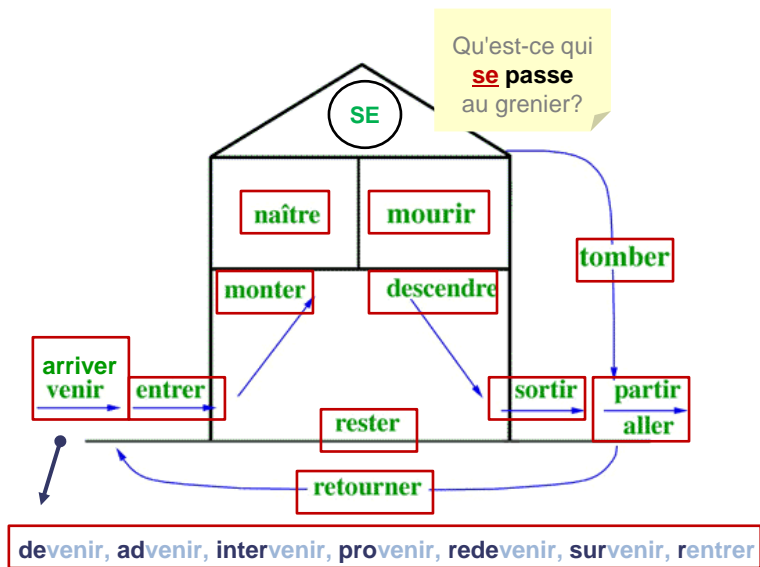 Qu'est-ce qui
se passe
au grenier?
SE
naître
mourir
tomber
monter
descendre
arriver
venir
entrer
sortir
partir
aller
rester
retourner
devenir, advenir, intervenir, provenir, redevenir, survenir, rentrer